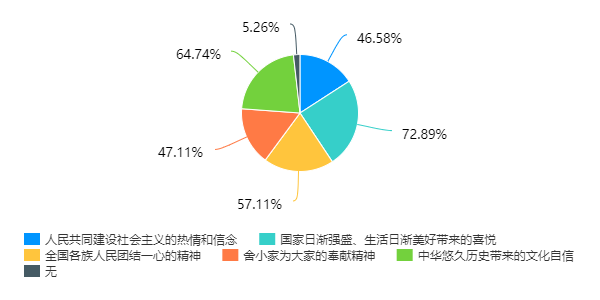 5.26%
46.58%
64.74%
72.89%
47.11%
57.11%
人民共同建设社会主义的热情和信念 国家日渐强盛、生活日渐美好带来的喜悦
全国各族人民团结一心的精神 舍小家为大家的奉献精神 中华悠久历史带来的文化自信
无